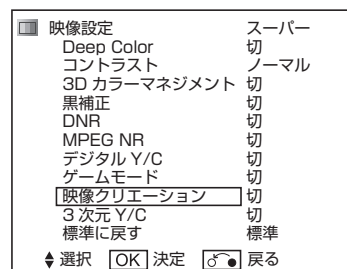 映像設定 スーパー
Deep Color 切
コントラスト ノーマル
3D カラーマネジメント 切
黒補正 切
DNR 切
MPEG NR 切
デジタル Y/C 切
ゲームモード 切
映像クリエーション 切
3 次元 Y/C 切
標準に戻す 標準
選択 OK 決定 戻る